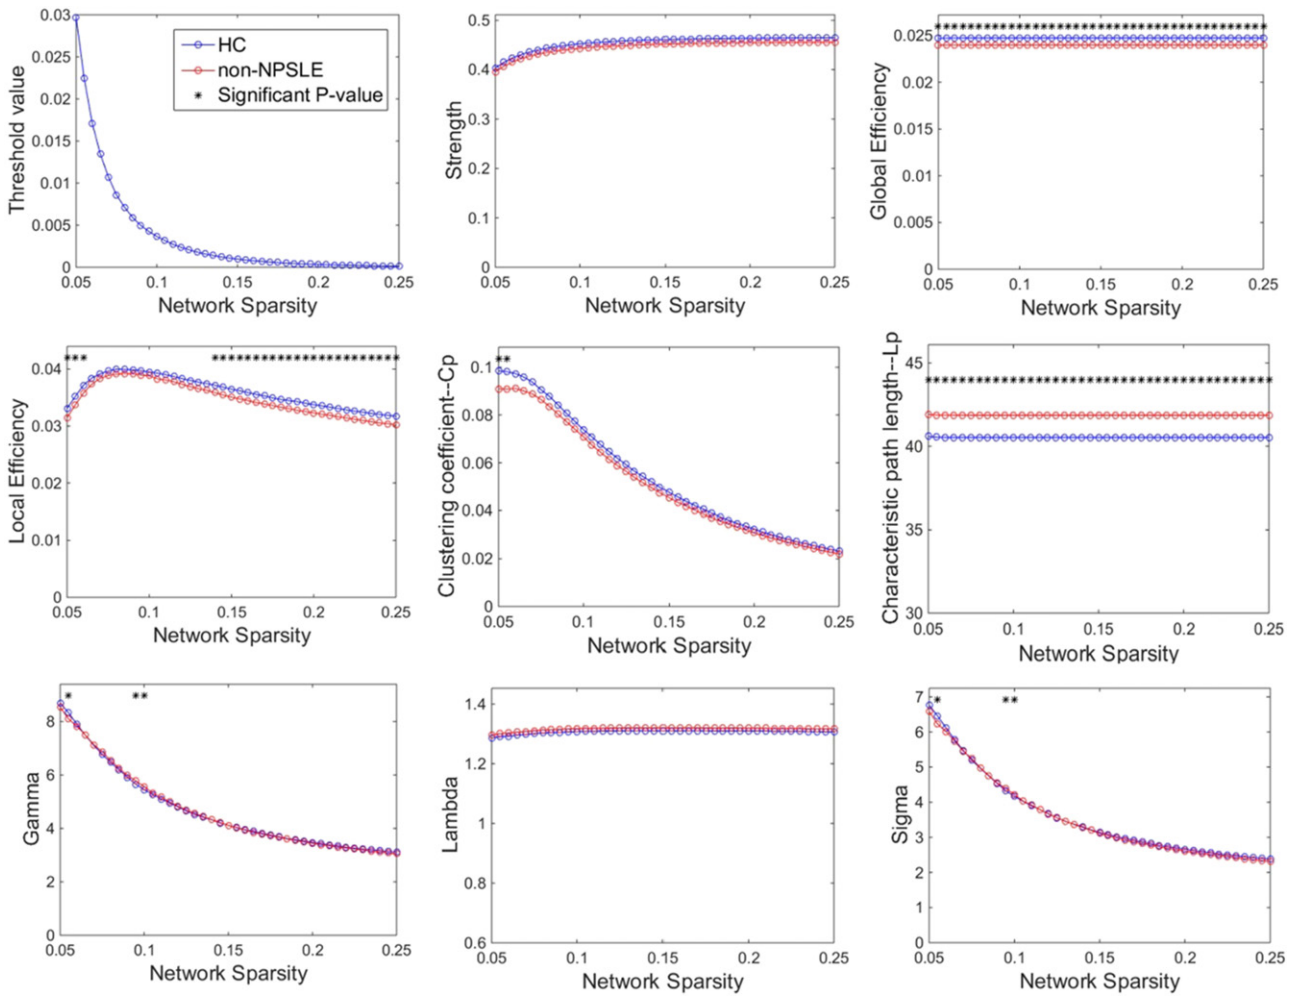 Threshold value
0.03
0.025
0.02
0.015
0.01
0.005
0
HC
non-NPSLE
Significant P-value
0.05 0.1 0.15 0.2 0.25
Network Sparsity
Strength
0.5
0.4
0.3
0.2
0.1
0
0.05 0.1 0.15 0.2 0.25
Network Sparsity
Global Efficiency
0.025
0.02
0.015
0.01
0.005
0
0.05 0.1 0.15 0.2 0.25
Network Sparsity
Local Efficiency
0.04
0.03
0.02
0.01
0
0.05 0.1 0.15 0.2 0.25
Network Sparsity
Clustering coefficient--Cp
0.1
0.08
0.06
0.04
0.02
0
0.05 0.1 0.15 0.2 0.25
Network Sparsity
Characteristic path length--Lp
45
40
35
30
0.05 0.1 0.15 0.2 0.25
Network Sparsity
Gamma
8
6
4
2
0
0.05 0.1 0.15 0.2 0.25
Network Sparsity
Lambda
1.4
1.2
1
0.8
0.6
0.05 0.1 0.15 0.2 0.25
Network Sparsity
Sigma
7
6
5
4
3
2
1
0
0.05 0.1 0.15 0.2 0.25
Network Sparsity